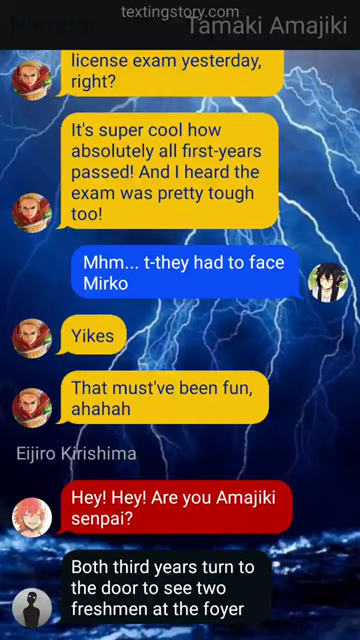 textingstory.com
Tamaki Amajiki
license exam yesterday,
right?
It's super cool how
absolutely all first-years
passed! And I heard the
exam was pretty tough
too!
Mhm... t-they had to face
Mirko
Yikes
That must've been fun,
ahahah
Eijiro Kirishima
Hey! Hey! Are you Amajiki
senpai?
Both third years turn to
the door to see two
freshmen at the foyer